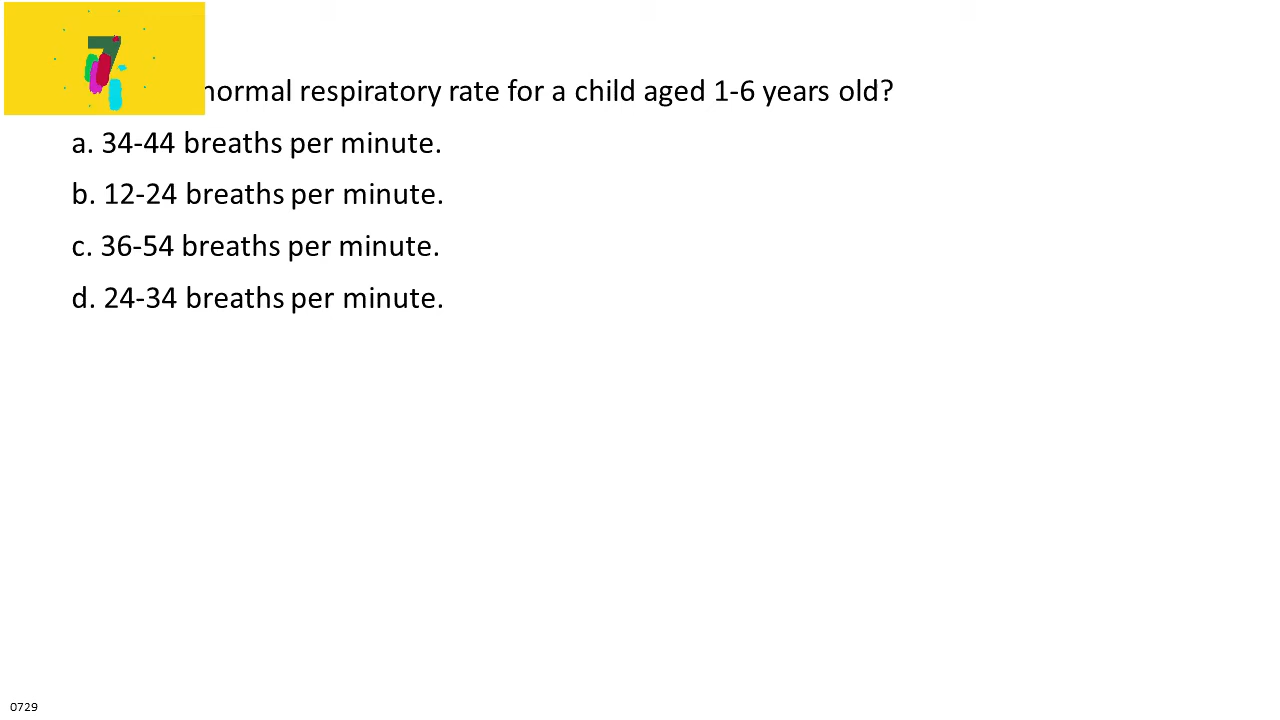 7
normal respiratory rate for a child aged 1-6 years old?
a. 34-44 breaths per minute.
b. 12-24 breaths per minute.
c. 36-54 breaths per minute.
d. 24-34 breaths per minute.
0729